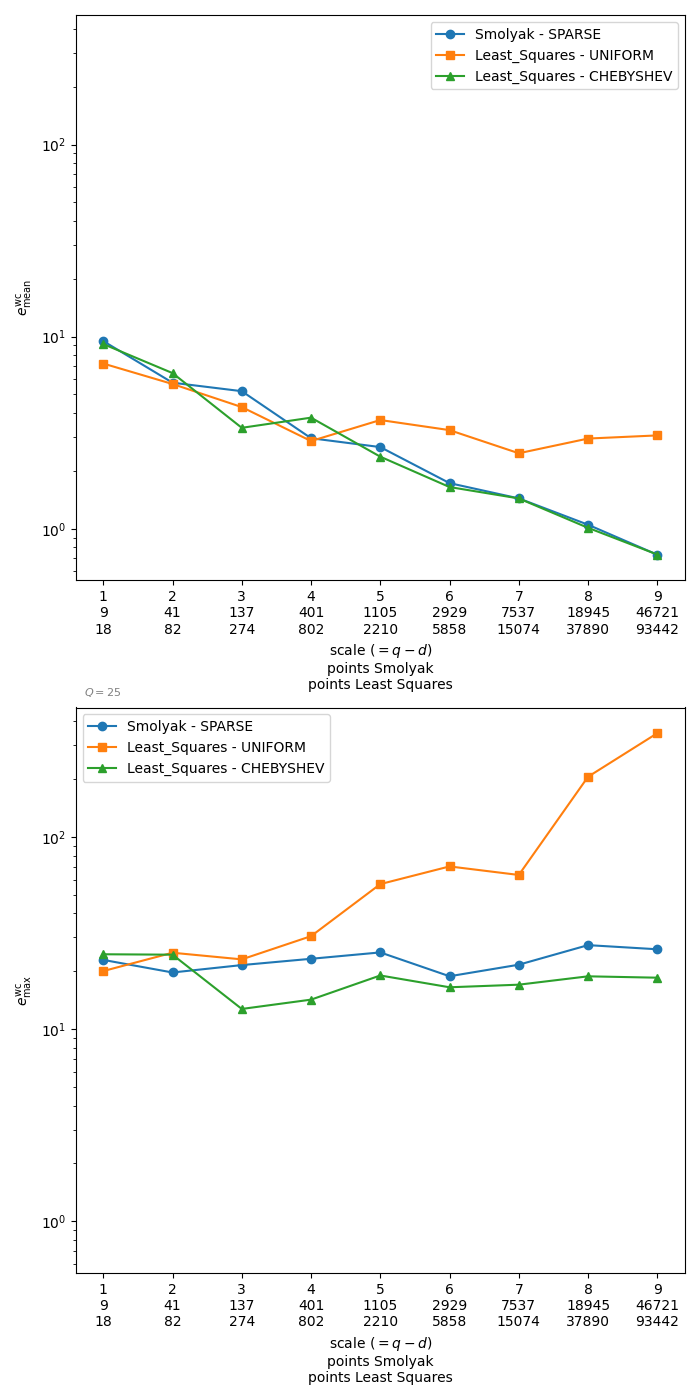 Smolyak - SPARSE
Least_Squares - UNIFORM
Least_Squares - CHEBYSHEV
10²
10¹
10⁰
e^wc_mean
1 2 3 4 5 6 7 8 9
9 41 137 401 1105 2929 7537 18945 46721
18 82 274 802 2210 5858 15074 37890 93442
scale (= q − d)
points Smolyak
points Least Squares
Q = 25
Smolyak - SPARSE
Least_Squares - UNIFORM
Least_Squares - CHEBYSHEV
10²
10¹
10⁰
e^wc_max
1 2 3 4 5 6 7 8 9
9 41 137 401 1105 2929 7537 18945 46721
18 82 274 802 2210 5858 15074 37890 93442
scale (= q − d)
points Smolyak
points Least Squares